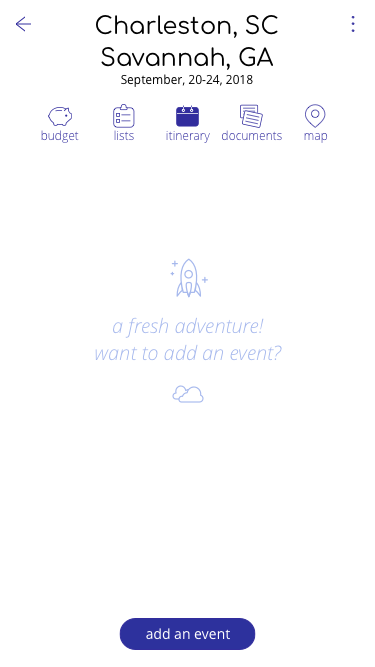 Charleston, SC
Savannah, GA
September, 20-24, 2018
budget lists itinerary documents map
a fresh adventure!
want to add an event?
add an event